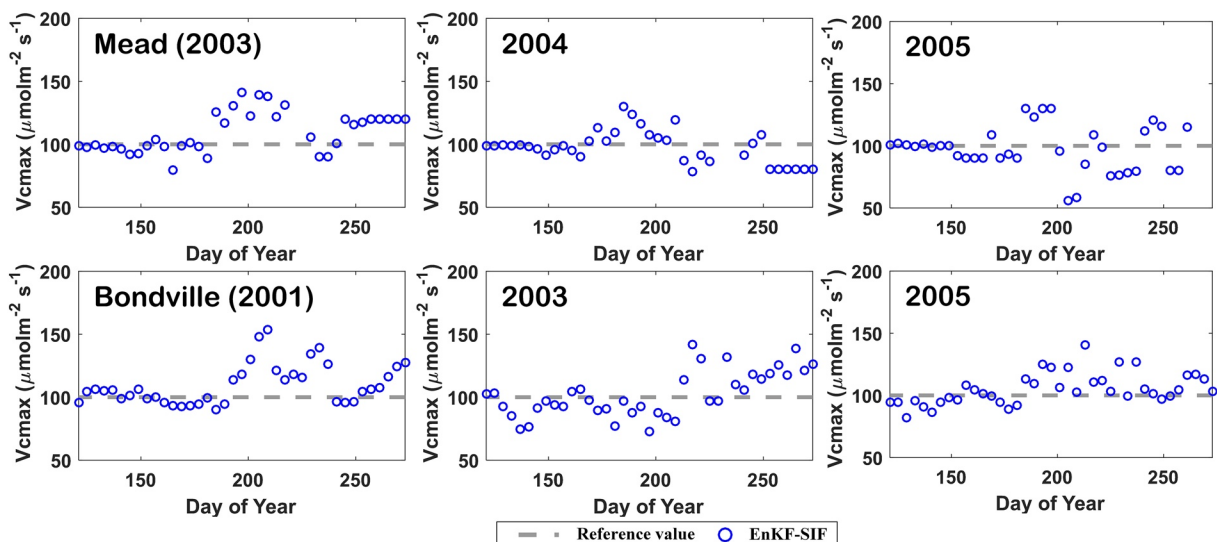 Vcmax (μmolm⁻² s⁻¹)
200
150
100
50
Mead (2003)
150
200
250
Day of Year
Vcmax (μmolm⁻² s⁻¹)
200
150
100
50
2004
150
200
250
Day of Year
Vcmax (μmolm⁻² s⁻¹)
200
150
100
50
2005
150
200
250
Day of Year
Vcmax (μmolm⁻² s⁻¹)
200
150
100
50
Bondville (2001)
150
200
250
Day of Year
Vcmax (μmolm⁻² s⁻¹)
200
150
100
50
2003
150
200
250
Day of Year
Vcmax (μmolm⁻² s⁻¹)
200
150
100
50
2005
150
200
250
Day of Year
Reference value
EnKF-SIF